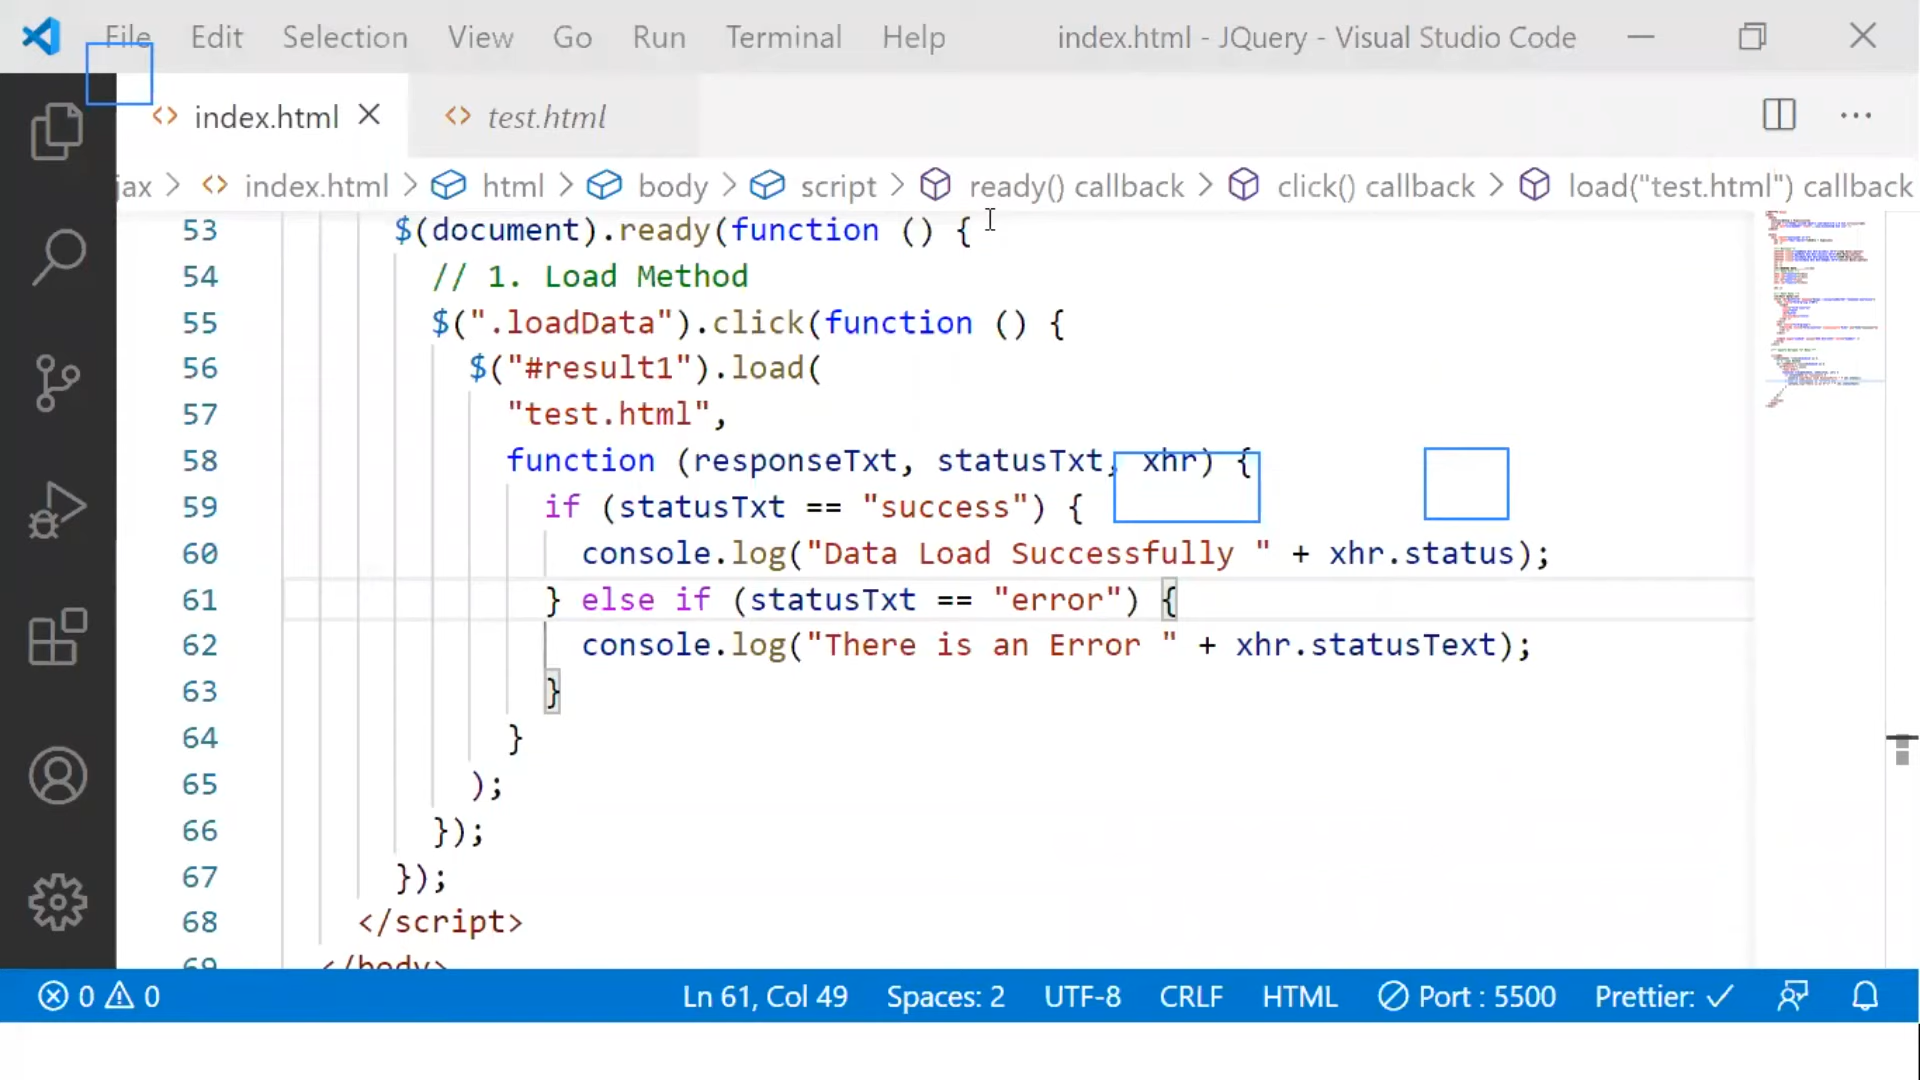 File Edit Selection View Go Run Terminal Help index.html - JQuery - Visual Studio Code
index.html test.html
jax > index.html > html > body > script > ready() callback > click() callback > load("test.html") callback
53 $(document).ready(function () {
54 // 1. Load Method
55 $(".loadData").click(function () {
56 $("#result1").load(
57 "test.html",
58 function (responseTxt, statusTxt, xhr) {
59 if (statusTxt == "success") {
60 console.log("Data Load Successfully " + xhr.status);
61 } else if (statusTxt == "error") {
62 console.log("There is an Error " + xhr.statusText);
63 }
64 }
65 );
66 });
67 });
68 </script>
69 </body>
0 0 Ln 61, Col 49 Spaces: 2 UTF-8 CRLF HTML Port : 5500 Prettier: ✓